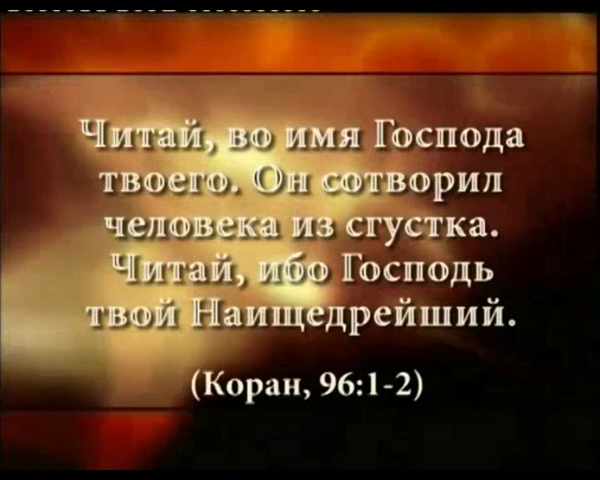 Читай, во имя Господа
твоего. Он сотворил
человека из сгустка.
Читай, ибо Господь
твой Наищедрейший.
(Коран, 96:1-2)